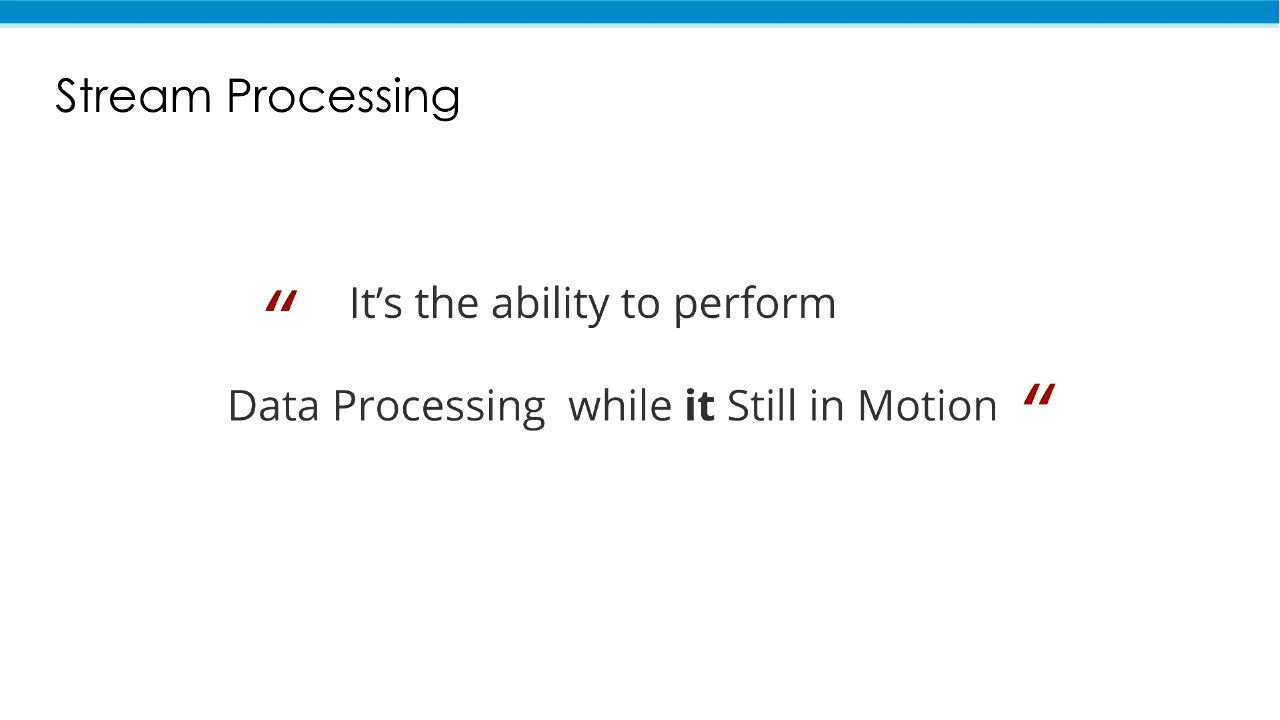 Stream Processing
“ It’s the ability to perform
Data Processing  while it Still in Motion “